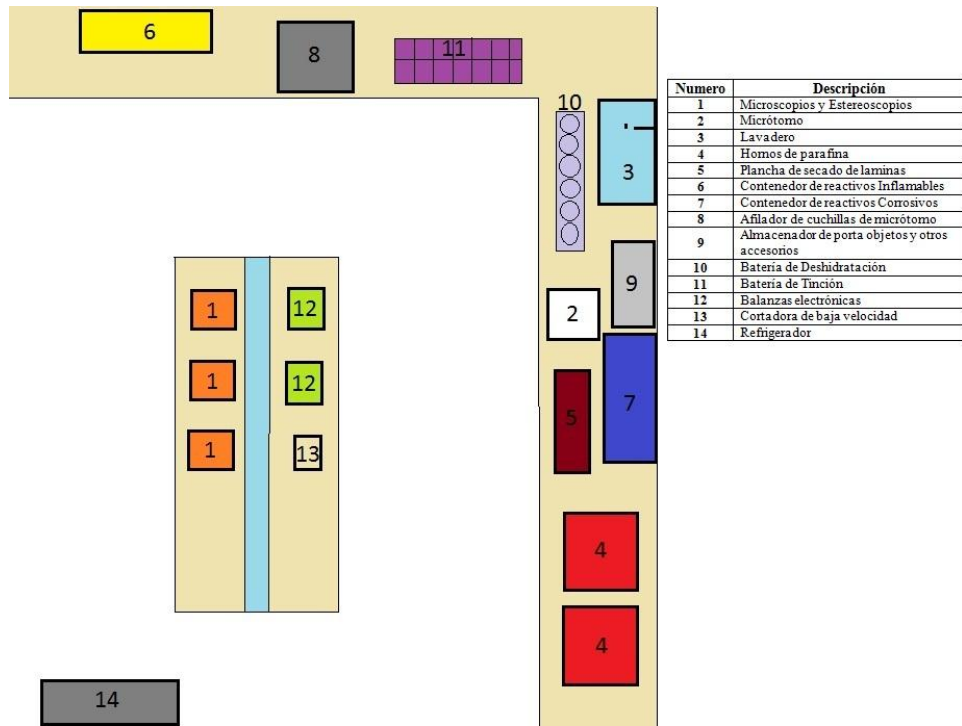 6
8
11
10
3
9
2
7
5
4
4
1
12
1
12
1
13
14
Numero Descripción
1 Microscopios y Estereoscopios
2 Micrótomo
3 Lavadero
4 Hornos de parafina
5 Plancha de secado de laminas
6 Contenedor de reactivos Inflamables
7 Contenedor de reactivos Corrosivos
8 Afilador de cuchillas de micrótomo
9 Almacenador de porta objetos y otros
accesorios
10 Batería de Deshidratación
11 Batería de Tinción
12 Balanzas electrónicas
13 Cortadora de baja velocidad
14 Refrigerador